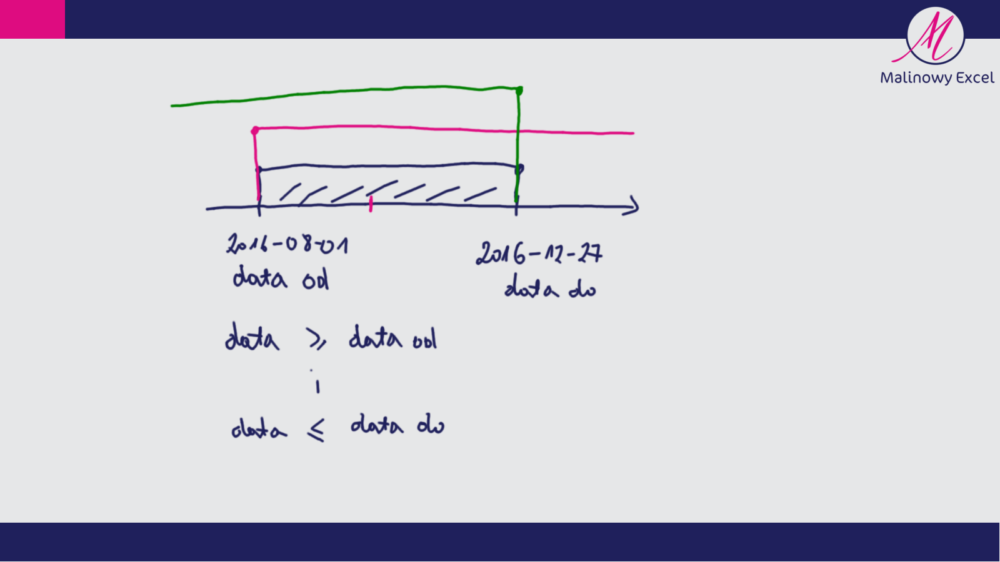 Malinowy Excel
2016-08-01
data od
2016-12-27
data do
data ⩾ data od
i
data ⩽ data do